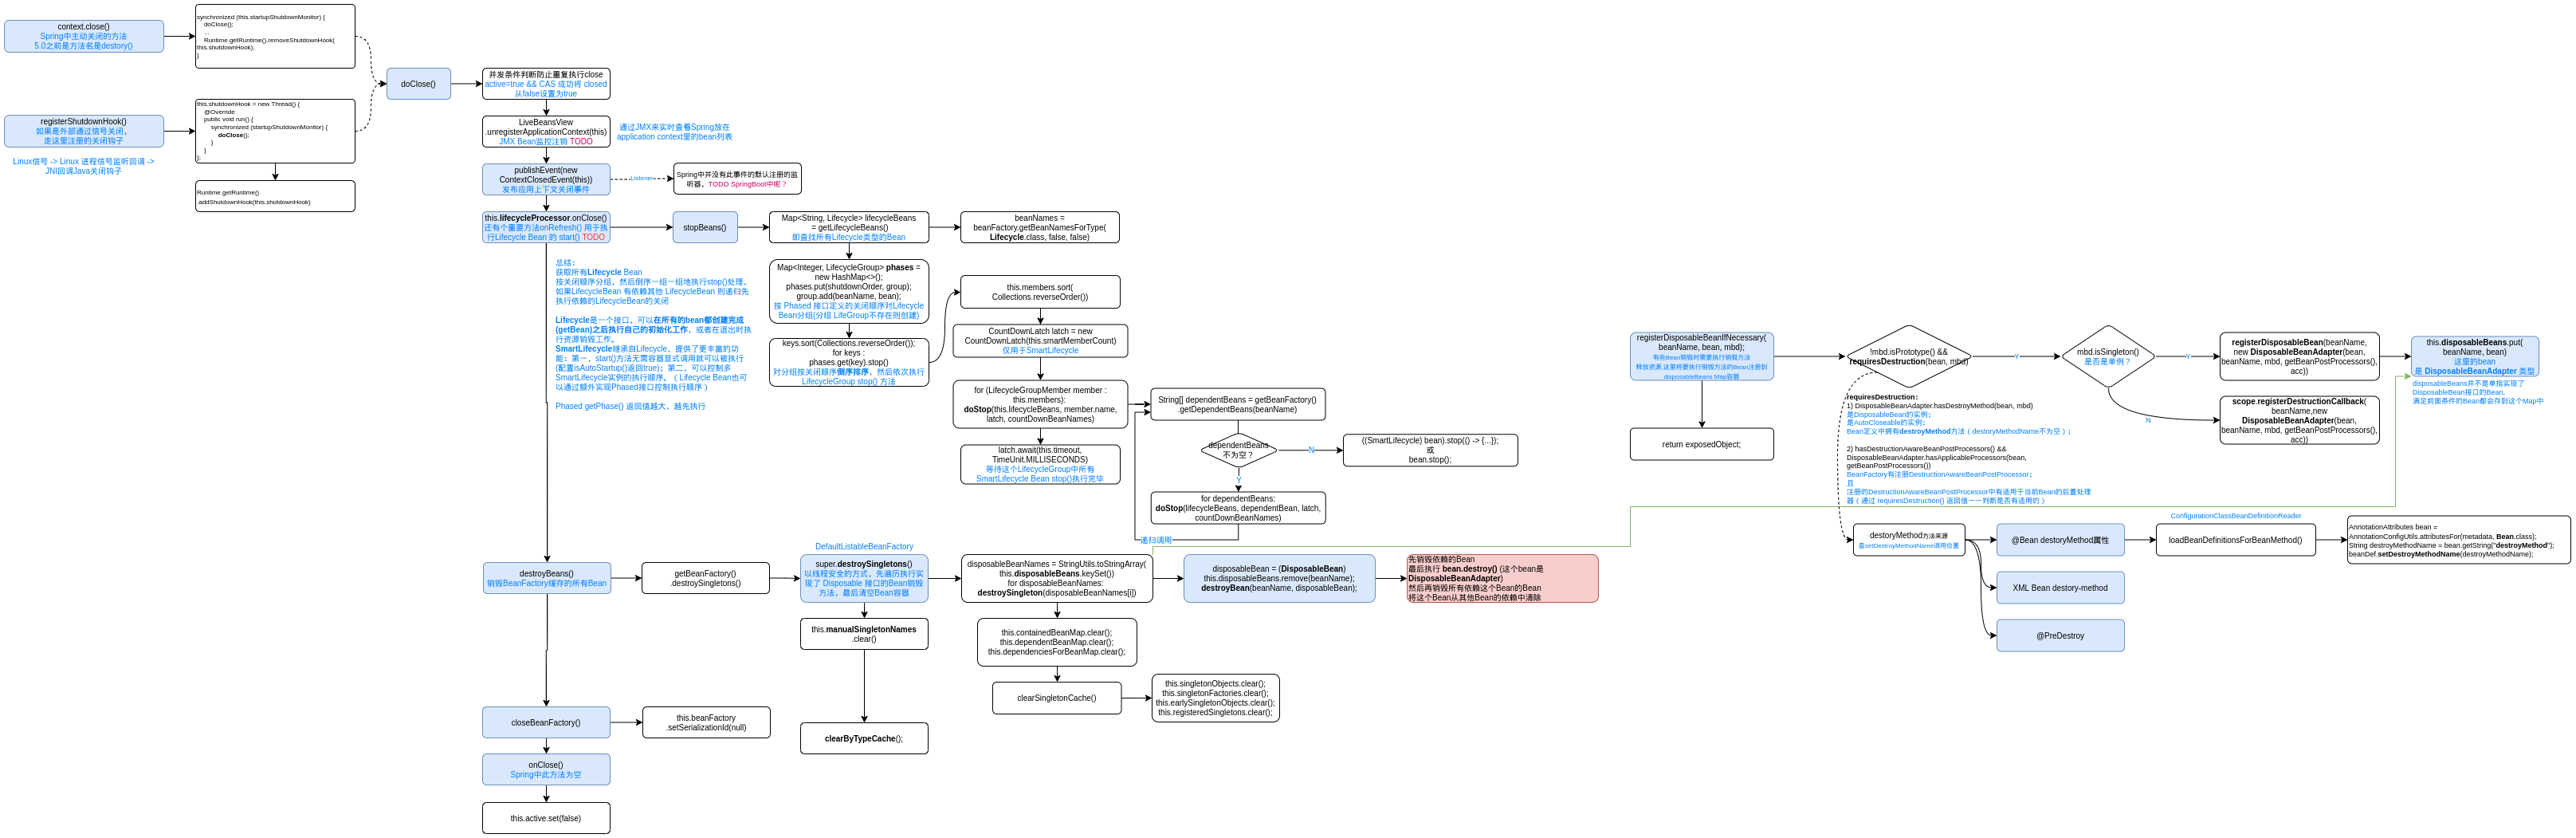 context.close()
Spring中主动关闭的方法
5.0之前是方法名是destory()
synchronized (this.startupShutdownMonitor) {
doClose();
...
Runtime.getRuntime().removeShutdownHook(
this.shutdownHook);
}
registerShutdownHook()
如果是外部通过信号关闭,
走这里注册的关闭钩子
Linux信号 -> Linux 进程信号监听回调 ->
JNI回调Java关闭钩子
this.shutdownHook = new Thread() {
@Override
public void run() {
synchronized (startupShutdownMonitor) {
doClose();
}
}
};
Runtime.getRuntime()
.addShutdownHook(this.shutdownHook)
doClose()
并发条件判断防止重复执行close
active=true && CAS 成功将 closed
从false设置为true
LiveBeansView
.unregisterApplicationContext(this)
JMX Bean监控注销 TODO
通过JMX来实时查看Spring放在
application context里的bean列表
publishEvent(new
ContextClosedEvent(this))
发布应用上下文关闭事件
Listener
Spring中并没有此事件的默认注册的监
听器，TODO SpringBoot中呢？
this.lifecycleProcessor.onClose()
还有个重要方法onRefresh() 用于执
行Lifecycle Bean 的 start() TODO
stopBeans()
Map<String, Lifecycle> lifecycleBeans
= getLifecycleBeans()
即查找所有Lifecycle类型的Bean
beanNames =
beanFactory.getBeanNamesForType(
Lifecycle.class, false, false)
总结：
获取所有Lifecycle Bean
按关闭顺序分组，然后倒序一组一组地执行stop()处理，
如果LifecycleBean 有依赖其他 LifecycleBean 则递归先
执行依赖的LifecycleBean的关闭
Lifecycle是一个接口，可以在所有的bean都创建完成
(getBean)之后执行自己的初始化工作，或者在退出时执
行资源销毁工作。
SmartLifecycle继承自Lifecycle，提供了更丰富的功
能：第一，start()方法无需容器显式调用就可以被执行
(配置isAutoStartup()返回true)；第二，可以控制多
SmartLifecycle实例的执行顺序。（ Lifecycle Bean也可
以通过额外实现Phased接口控制执行顺序 ）
Phased getPhase() 返回值越大，越先执行
Map<Integer, LifecycleGroup> phases =
new HashMap<>();
phases.put(shutdownOrder, group);
group.add(beanName, bean);
按 Phased 接口定义的关闭顺序对Lifecycle
Bean分组(分组 LifeGroup不存在则创建)
keys.sort(Collections.reverseOrder());
for keys :
phases.get(key).stop()
对分组按关闭顺序倒序排序，然后依次执行
LifecycleGroup stop() 方法
this.members.sort(
Collections.reverseOrder())
CountDownLatch latch = new
CountDownLatch(this.smartMemberCount)
仅用于SmartLifecycle
for (LifecycleGroupMember member :
this.members):
doStop(this.lifecycleBeans, member.name,
latch, countDownBeanNames)
latch.await(this.timeout,
TimeUnit.MILLISECONDS)
等待这个LifecycleGroup中所有
SmartLifecycle Bean stop()执行完毕
String[] dependentBeans = getBeanFactory()
.getDependentBeans(beanName)
dependentBeans
不为空？
N
((SmartLifecycle) bean).stop(() -> {...});
或
bean.stop();
Y
for dependentBeans:
doStop(lifecycleBeans, dependentBean, latch,
countDownBeanNames)
递归调用
destroyBeans()
销毁BeanFactory缓存的所有Bean
getBeanFactory()
.destroySingletons()
DefaultListableBeanFactory
super.destroySingletons()
以线程安全的方式，先遍历执行实
现了 Disposable 接口的Bean销毁
方法，最后清空Bean容器
disposableBeanNames = StringUtils.toStringArray(
this.disposableBeans.keySet())
for disposableBeanNames:
destroySingleton(disposableBeanNames[i])
disposableBean = (DisposableBean)
this.disposableBeans.remove(beanName);
destroyBean(beanName, disposableBean);
先销毁依赖的Bean
最后执行 bean.destroy() (这个bean是
DisposableBeanAdapter)
然后再销毁所有依赖这个Bean的Bean
将这个Bean从其他Bean的依赖中清除
this.manualSingletonNames
.clear()
clearByTypeCache();
this.containedBeanMap.clear();
this.dependentBeanMap.clear();
this.dependenciesForBeanMap.clear();
clearSingletonCache()
this.singletonObjects.clear();
this.singletonFactories.clear();
this.earlySingletonObjects.clear();
this.registeredSingletons.clear();
closeBeanFactory()
this.beanFactory
.setSerializationId(null)
onClose()
Spring中此方法为空
this.active.set(false)
registerDisposableBeanIfNecessary(
beanName, bean, mbd);
有些Bean销毁时需要执行销毁方法
释放资源,这里将要执行销毁方法的Bean注册到
disposableBeans Map容器
return exposedObject;
!mbd.isPrototype() &&
requiresDestruction(bean, mbd)
Y
mbd.isSingleton()
是否是单例？
Y
N
registerDisposableBean(beanName,
new DisposableBeanAdapter(bean,
beanName, mbd, getBeanPostProcessors(),
acc))
this.disposableBeans.put(
beanName, bean)
这里的bean
是 DisposableBeanAdapter 类型
disposableBeans并不是单指实现了
DisposableBean接口的Bean,
满足前面条件的Bean都会存到这个Map中
scope.registerDestructionCallback(
beanName,new
DisposableBeanAdapter(bean,
beanName, mbd, getBeanPostProcessors(),
acc))
requiresDestruction：
1) DisposableBeanAdapter.hasDestroyMethod(bean, mbd)
是DisposableBean的实例；
是AutoCloseable的实例；
Bean定义中拥有destroyMethod方法（ destoryMethodName不为空 ）；
2) hasDestructionAwareBeanPostProcessors() &&
DisposableBeanAdapter.hasApplicableProcessors(bean,
getBeanPostProcessors())
BeanFactory有注册DestructionAwareBeanPostProcessor；
且
注册的DestructionAwareBeanPostProcessor中有适用于当前Bean的后置处理
器（ 通过 requiresDestruction() 返回值一一判断是否有适用的 ）
destoryMethod方法来源
查setDestroyMethodName调用位置
@Bean destoryMethod属性
XML Bean destory-method
@PreDestroy
ConfigurationClassBeanDefinitionReader
loadBeanDefinitionsForBeanMethod()
AnnotationAttributes bean =
AnnotationConfigUtils.attributesFor(metadata, Bean.class);
String destroyMethodName = bean.getString("destroyMethod");
beanDef.setDestroyMethodName(destroyMethodName);